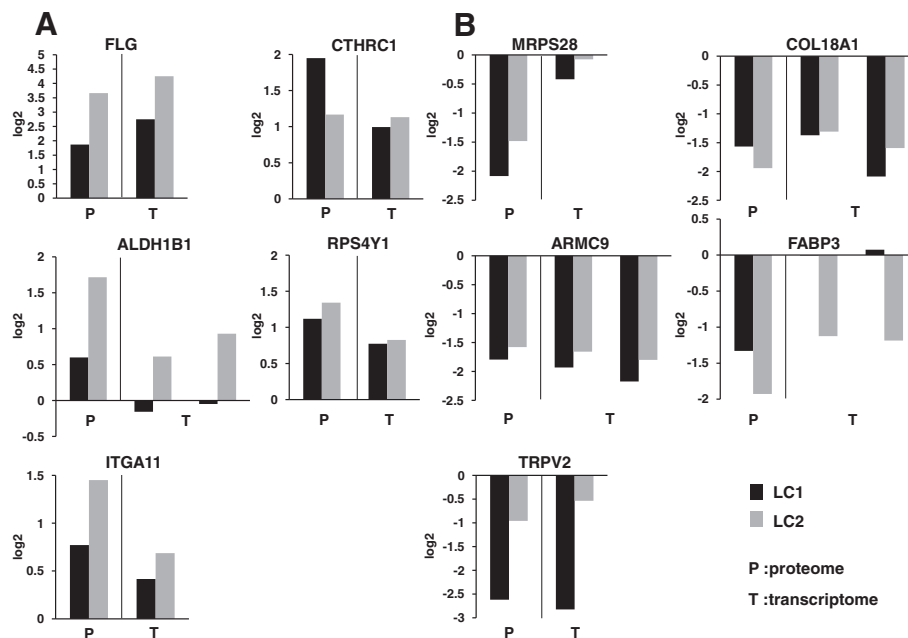 A
B
FLG
log2
5
4.5
4
3.5
3
2.5
2
1.5
1
0.5
0
P
T
CTHRC1
log2
2
1.5
1
0.5
0
P
T
MRPS28
log2
0
-0.5
-1
-1.5
-2
-2.5
P
T
COL18A1
log2
0
-0.5
-1
-1.5
-2
-2.5
P
T
ALDH1B1
log2
2
1.5
1
0.5
0
-0.5
P
T
RPS4Y1
log2
2
1.5
1
0.5
0
P
T
ARMC9
log2
0
-0.5
-1
-1.5
-2
-2.5
P
T
FABP3
log2
0.5
0
-0.5
-1
-1.5
-2
P
T
ITGA11
log2
1.5
1
0.5
0
P
T
TRPV2
log2
0
-0.5
-1
-1.5
-2
-2.5
-3
P
T
LC1
LC2
P :proteome
T :transcriptome